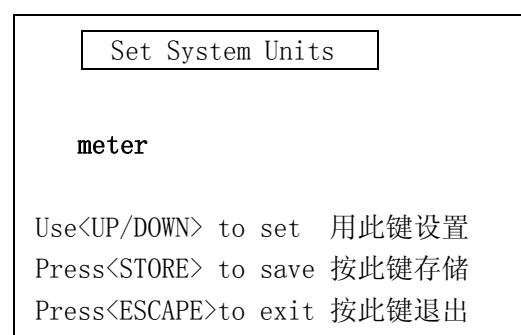 Set System Units
meter
Use<UP/DOWN> to set 用此键设置
Press<STORE> to save 按此键存储
Press<ESCAPE>to exit 按此键退出